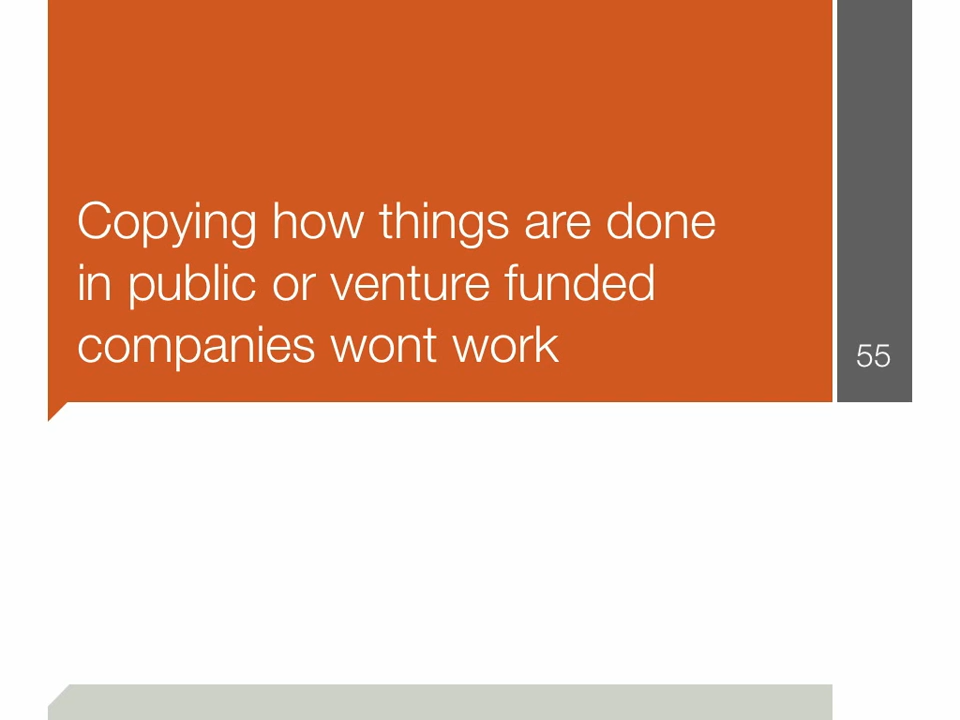 Copying how things are done
in public or venture funded
companies wont work
55